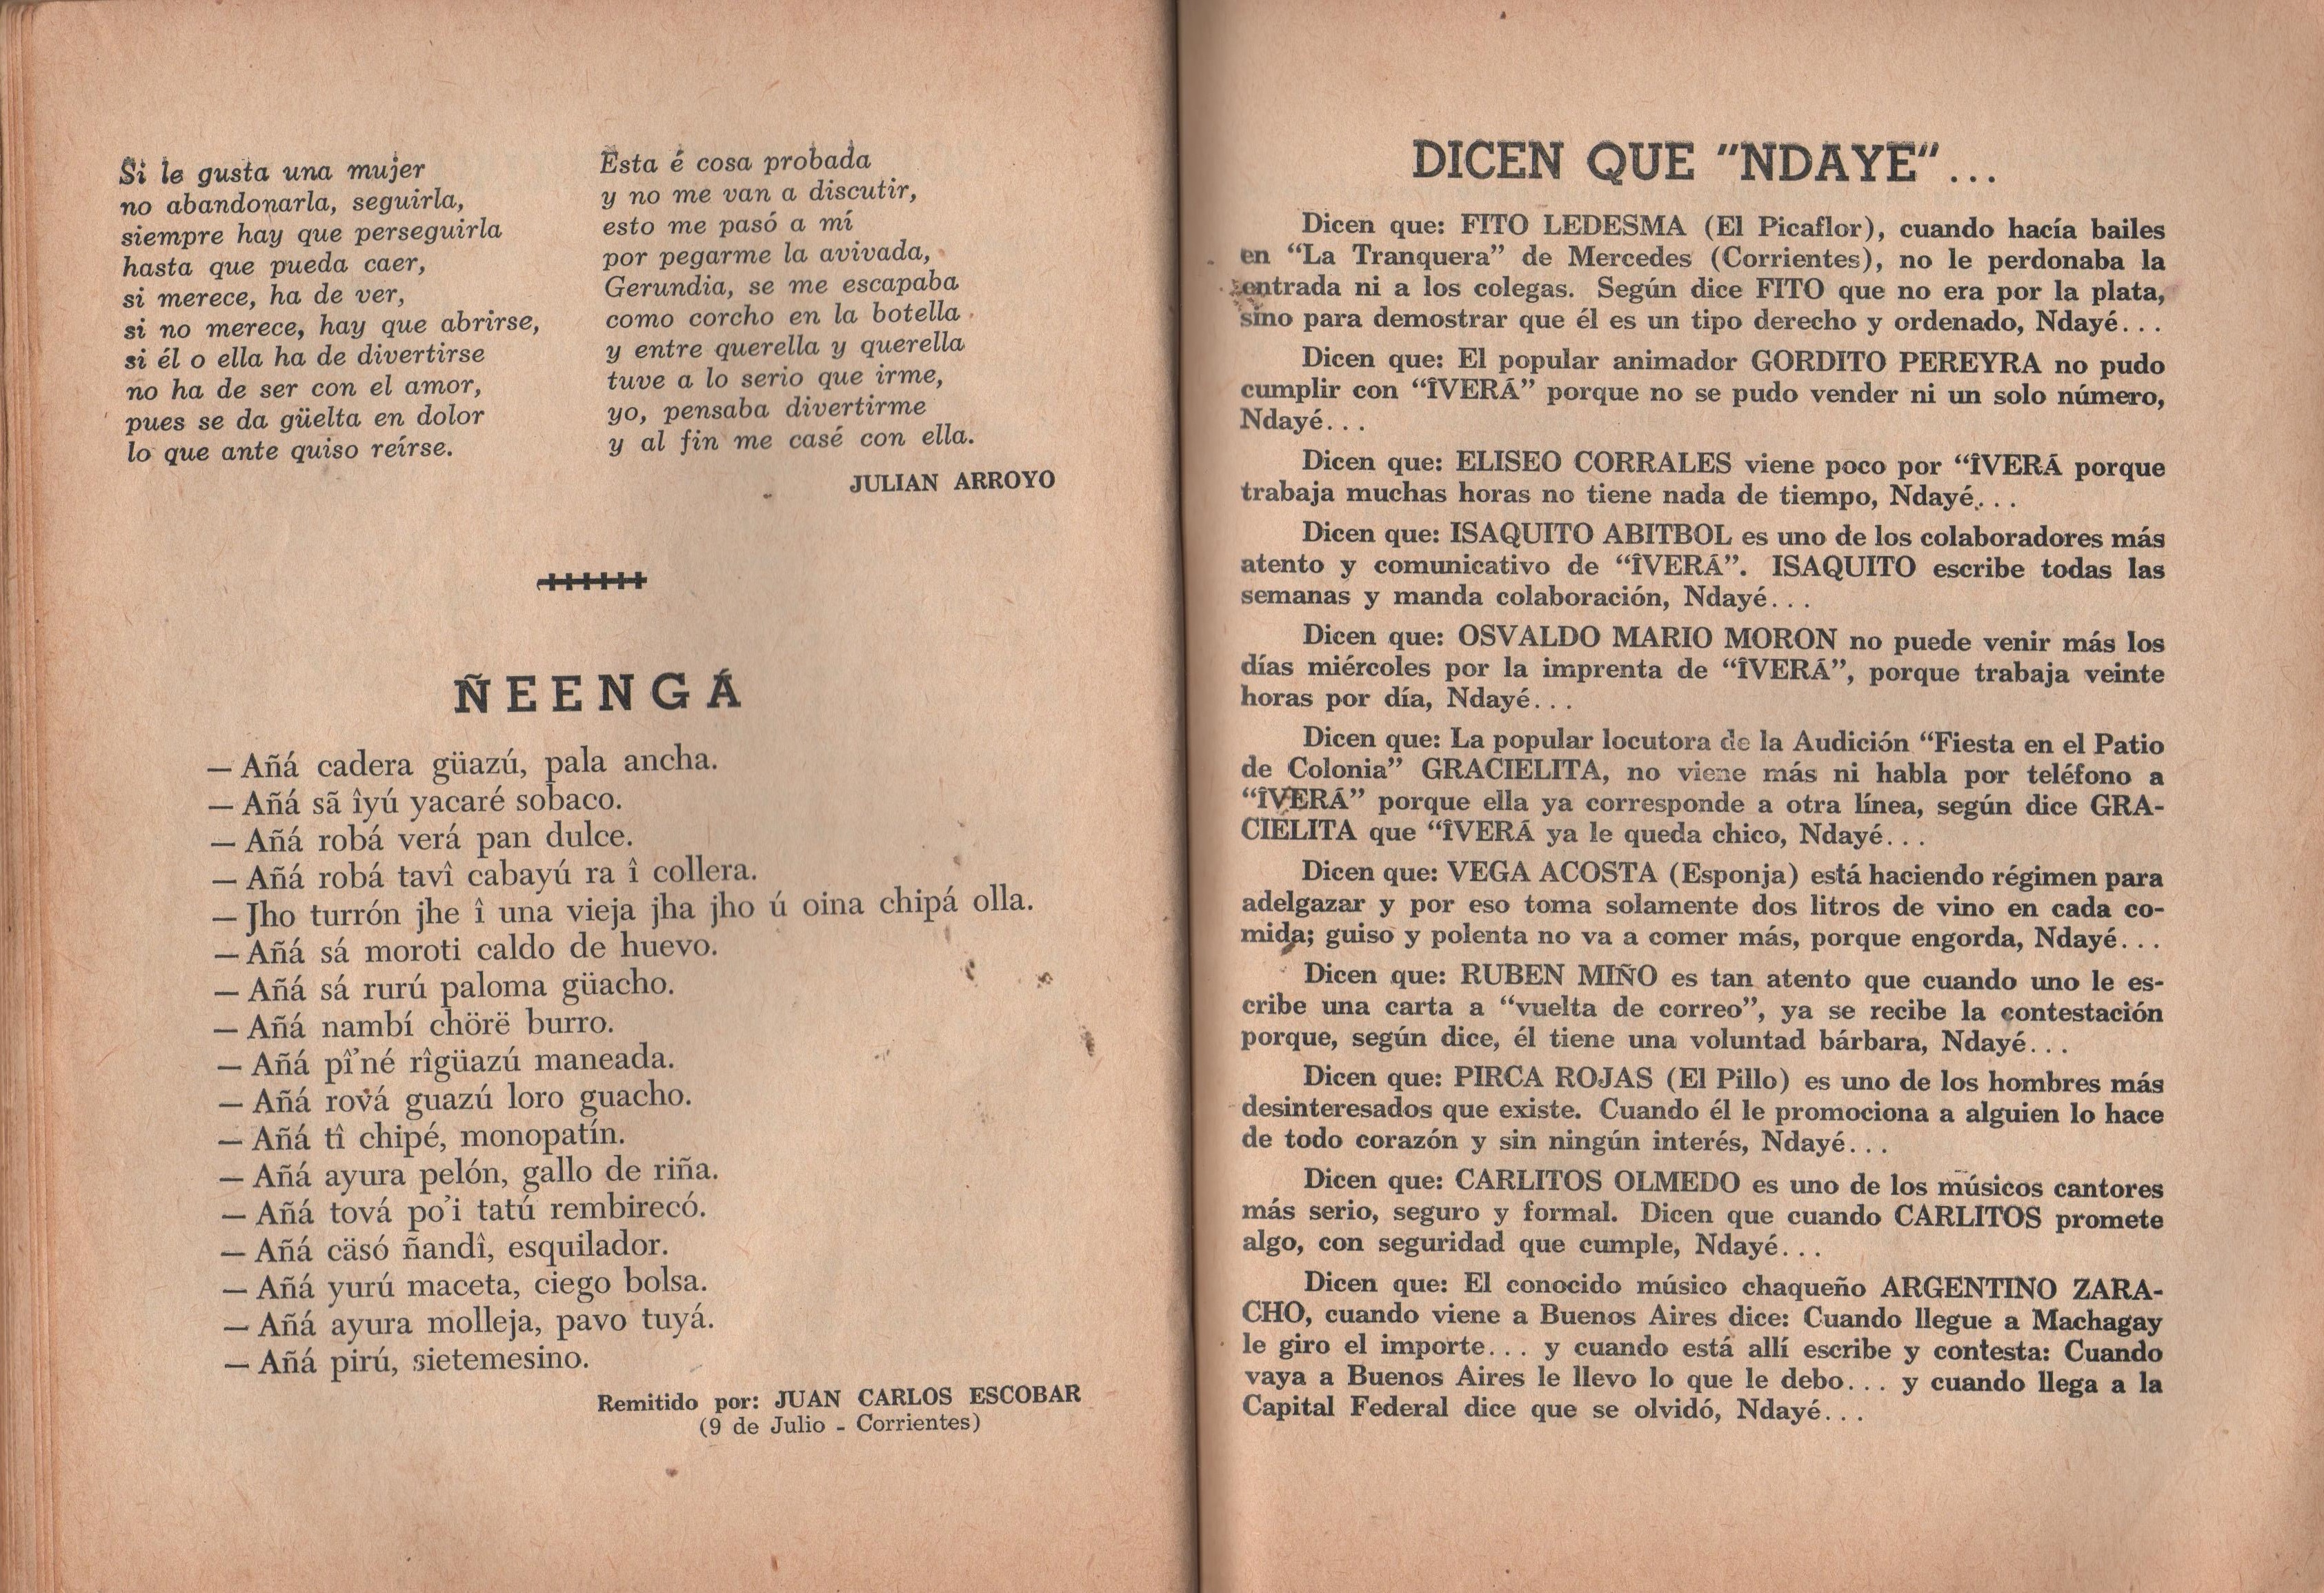 Si le gusta una mujer
no abandonarla, seguirla,
siempre hay que perseguirla
hasta que pueda caer,
si merece, ha de ver,
si no merece, hay que abrirse,
si él o ella ha de divertirse
no ha de ser con el amor,
pues se da güelta en dolor
lo que ante quiso reírse.
Esta é cosa probada
y no me van a discutir,
esto me pasó a mí
por pegarme la avivada,
Gerundia, se me escapaba
como corcho en la botella
y entre querella y querella
tuve a lo serio que irme,
yo, pensaba divertirme
y al fin me casé con ella.
JULIAN ARROYO
ÑEENGÁ
— Añá cadera güazú, pala ancha.
— Añá sã îyú yacaré sobaco.
— Añá robá verá pan dulce.
— Añá robá tavî cabayú ra î collera.
— Jho turrón jhe î una vieja jha jho ú oina chipá olla.
— Añá sá moroti caldo de huevo.
— Añá sá rurú paloma güacho.
— Añá nambí chörë burro.
— Añá pî'né rîgüazú maneada.
— Añá rová guazú loro guacho.
— Añá tî chipé, monopatín.
— Añá ayura pelón, gallo de riña.
— Añá tová po'i tatú rembirecó.
— Añá cäsó ñandî, esquilador.
— Añá yurú maceta, ciego bolsa.
— Añá ayura molleja, pavo tuyá.
— Añá pirú, sietemesino.
Remitido por: JUAN CARLOS ESCOBAR
(9 de Julio - Corrientes)
DICEN QUE "NDAYE"...
Dicen que: FITO LEDESMA (El Picaflor), cuando hacía bailes
en “La Tranquera” de Mercedes (Corrientes), no le perdonaba la
entrada ni a los colegas. Según dice FITO que no era por la plata,
sino para demostrar que él es un tipo derecho y ordenado, Ndayé...
Dicen que: El popular animador GORDITO PEREYRA no pudo
cumplir con “ÎVERÁ” porque no se pudo vender ni un solo número,
Ndayé...
Dicen que: ELISEO CORRALES viene poco por “ÎVERÁ porque
trabaja muchas horas no tiene nada de tiempo, Ndayé...
Dicen que: ISAQUITO ABITBOL es uno de los colaboradores más
atento y comunicativo de “ÎVERÁ”. ISAQUITO escribe todas las
semanas y manda colaboración, Ndayé...
Dicen que: OSVALDO MARIO MORON no puede venir más los
días miércoles por la imprenta de “ÎVERÁ”, porque trabaja veinte
horas por día, Ndayé...
Dicen que: La popular locutora de la Audición “Fiesta en el Patio
de Colonia” GRACIELITA, no viene más ni habla por teléfono a
“ÎVERÁ” porque ella ya corresponde a otra línea, según dice GRA-
CIELITA que “ÎVERÁ ya le queda chico, Ndayé...
Dicen que: VEGA ACOSTA (Esponja) está haciendo régimen para
adelgazar y por eso toma solamente dos litros de vino en cada co-
mida; guiso y polenta no va a comer más, porque engorda, Ndayé...
Dicen que: RUBEN MIÑO es tan atento que cuando uno le es-
cribe una carta a “vuelta de correo”, ya se recibe la contestación
porque, según dice, él tiene una voluntad bárbara, Ndayé...
Dicen que: PIRCA ROJAS (El Pillo) es uno de los hombres más
desinteresados que existe. Cuando él le promociona a alguien lo hace
de todo corazón y sin ningún interés, Ndayé...
Dicen que: CARLITOS OLMEDO es uno de los músicos cantores
más serio, seguro y formal. Dicen que cuando CARLITOS promete
algo, con seguridad que cumple, Ndayé...
Dicen que: El conocido músico chaqueño ARGENTINO ZARA-
CHO, cuando viene a Buenos Aires dice: Cuando llegue a Machagay
le giro el importe... y cuando está allí escribe y contesta: Cuando
vaya a Buenos Aires le llevo lo que le debo... y cuando llega a la
Capital Federal dice que se olvidó, Ndayé...